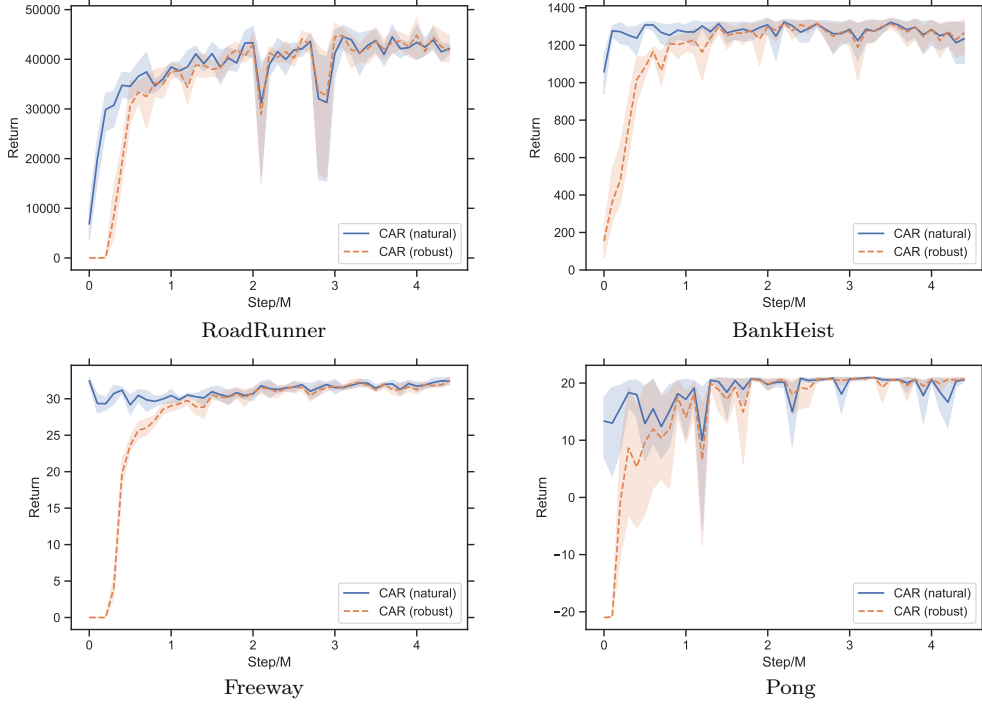 50000
40000
30000
20000
10000
0
Return
0 1 2 3 4
Step/M
CAR (natural)
CAR (robust)
RoadRunner
1400
1200
1000
800
600
400
200
0
Return
0 1 2 3 4
Step/M
CAR (natural)
CAR (robust)
BankHeist
30
25
20
15
10
5
0
Return
0 1 2 3 4
Step/M
CAR (natural)
CAR (robust)
Freeway
20
10
0
−10
−20
Return
0 1 2 3 4
Step/M
CAR (natural)
CAR (robust)
Pong